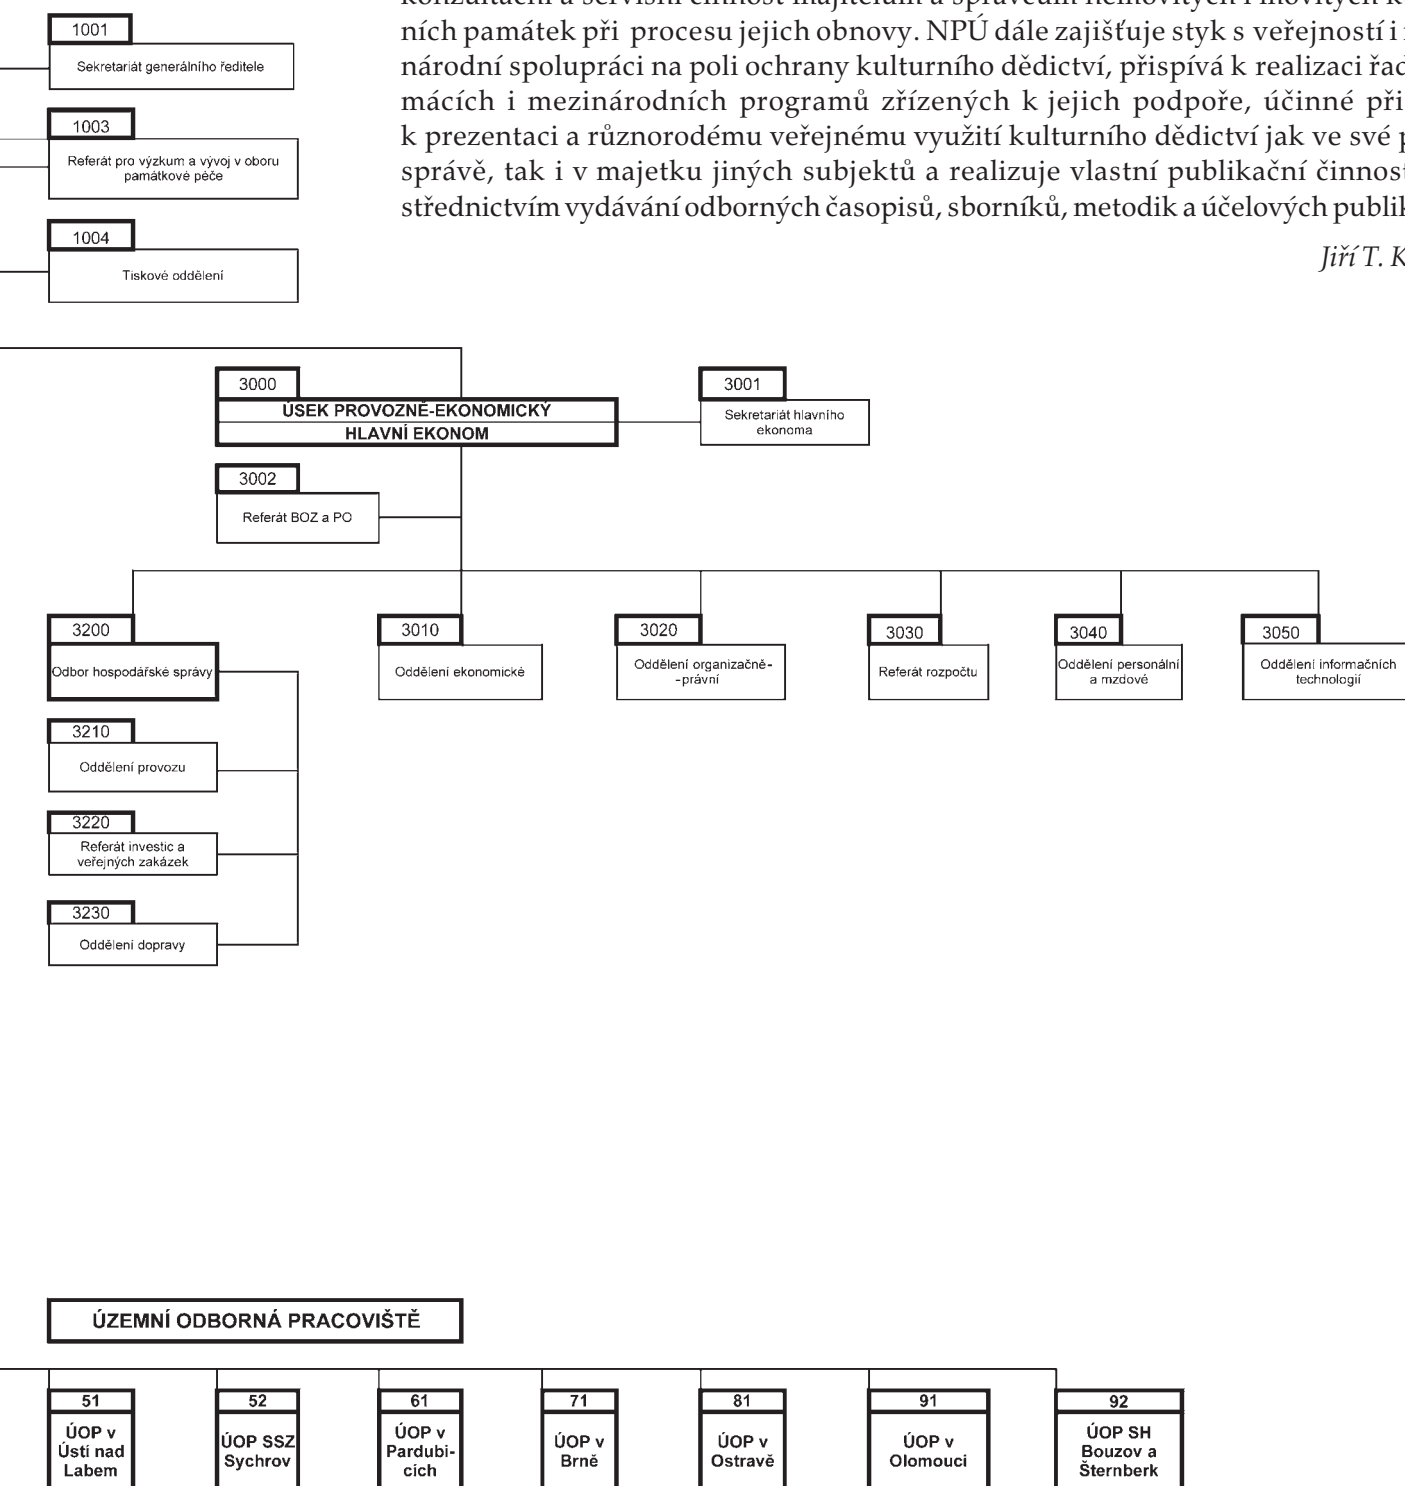 ních památek při procesu jejich obnovy. NPÚ dále zajišťuje styk s veřejností i
národní spolupráci na poli ochrany kulturního dědictví, přispívá k realizaci řad
mácích i mezinárodních programů zřízených k jejich podpoře, účinné při
k prezentaci a různorodému veřejnému využití kulturního dědictví jak ve své p
správě, tak i v majetku jiných subjektů a realizuje vlastní publikační činnost
střednictvím vydávání odborných časopisů, sborníků, metodik a účelových publik
Jiří T. K
1001
Sekretariát generálního ředitele
1003
Referát pro výzkum a vývoj v oboru
památkové péče
1004
Tiskové oddělení
3000
ÚSEK PROVOZNĚ-EKONOMICKÝ
HLAVNÍ EKONOM
3001
Sekretariát hlavního
ekonoma
3002
Referát BOZ a PO
3200
Odbor hospodářské správy
3010
Oddělení ekonomické
3020
Oddělení organizačně-
-právní
3030
Referát rozpočtu
3040
Oddělení personální
a mzdové
3050
Oddělení informačních
technologií
3210
Oddělení provozu
3220
Referát investic a
veřejných zakázek
3230
Oddělení dopravy
ÚZEMNÍ ODBORNÁ PRACOVIŠTĚ
51
ÚOP v
Ústí nad
Labem
52
ÚOP SSZ
Sychrov
61
ÚOP v
Pardubi-
cích
71
ÚOP v
Brně
81
ÚOP v
Ostravě
91
ÚOP v
Olomouci
92
ÚOP SH
Bouzov a
Šternberk